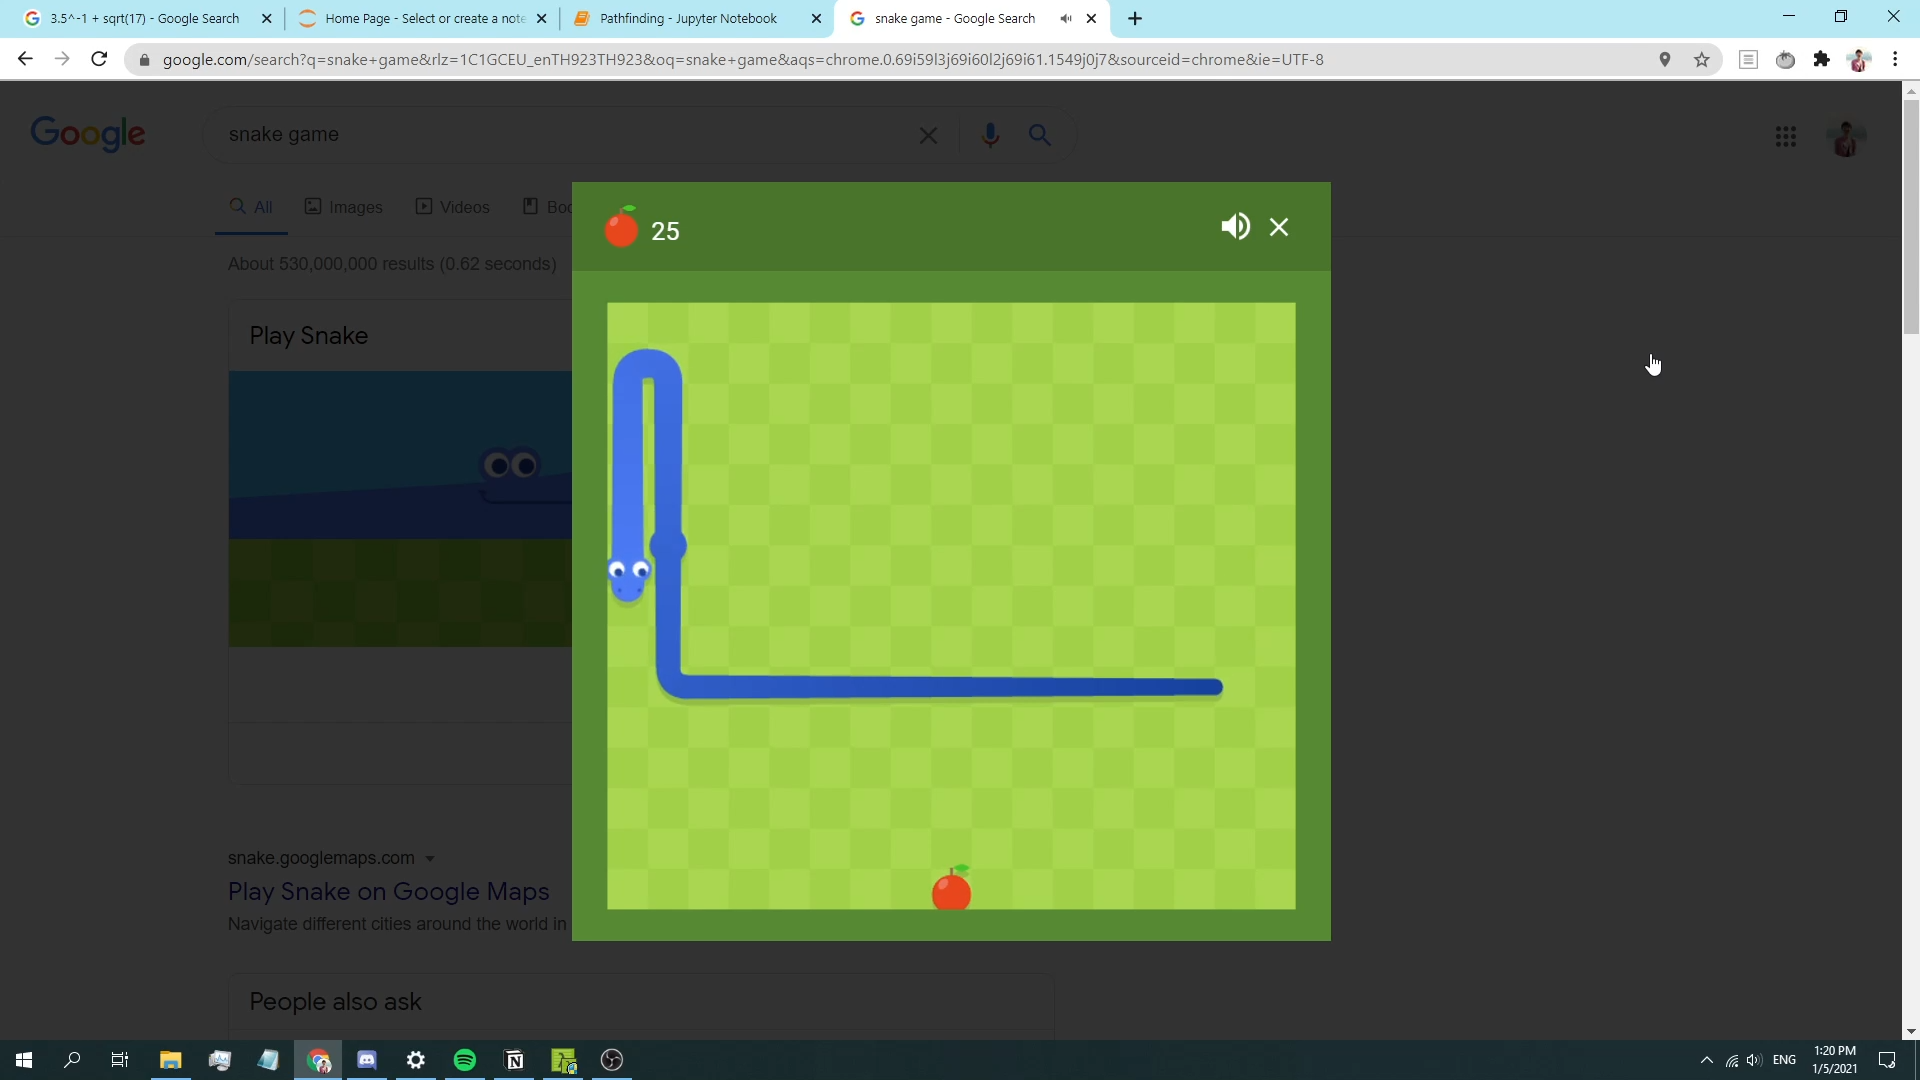 3.5^-1 + sqrt(17) - Google Search
Home Page - Select or create a note
Pathfinding - Jupyter Notebook
snake game - Google Search
google.com/search?q=snake+game&rlz=1C1GCEU_enTH923TH923&oq=snake+game&aqs=chrome.0.69i59l3j69i60l2j69i61.1549j0j7&sourceid=chrome&ie=UTF-8
Google
snake game
All
Images
Videos
Boo
25
About 530,000,000 results (0.62 seconds)
Play Snake
snake.googlemaps.com
Play Snake on Google Maps
Navigate different cities around the world in
People also ask
ENG
1:20 PM
1/5/2021